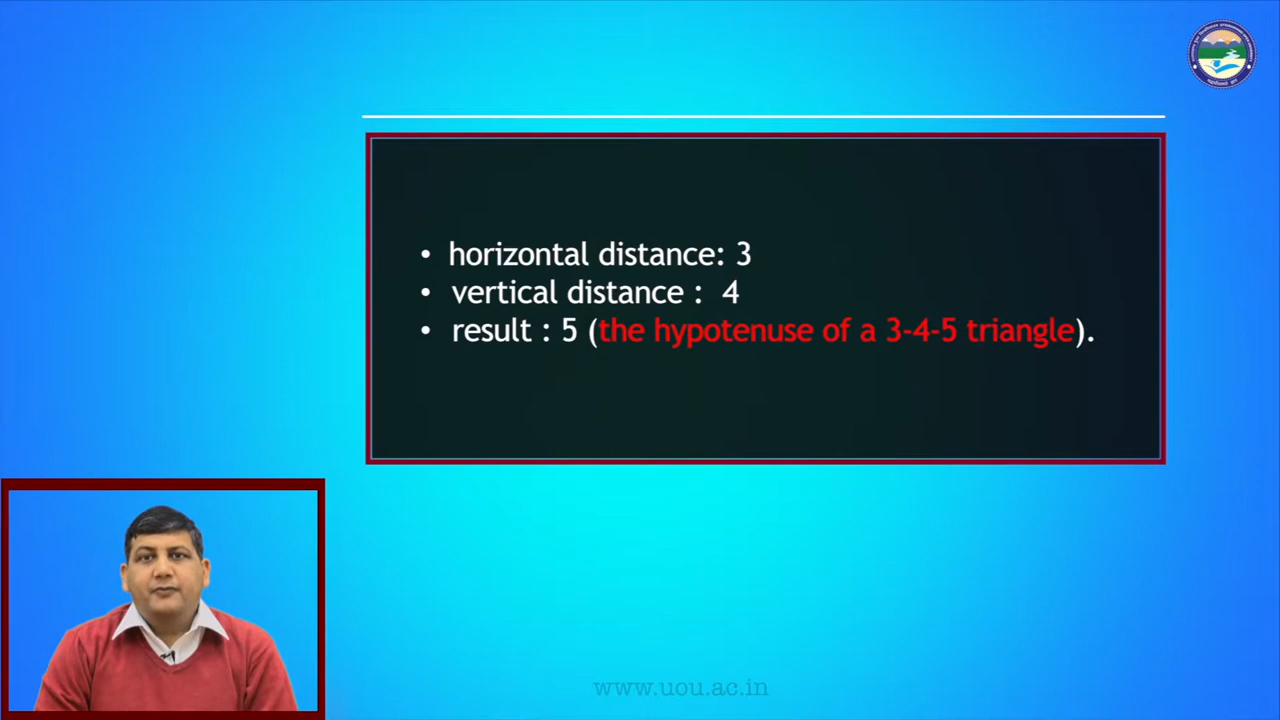 • horizontal distance: 3
• vertical distance : 4
• result : 5 (the hypotenuse of a 3-4-5 triangle).
www.uou.ac.in